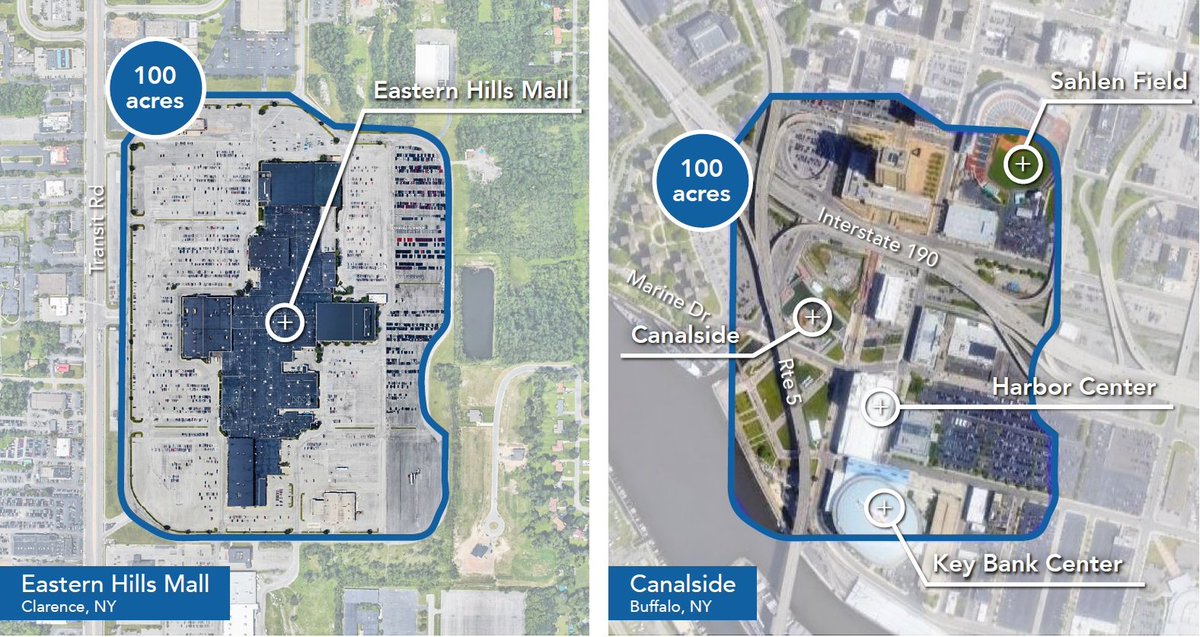 100
acres
Eastern Hills Mall
Transit Rd
Eastern Hills Mall
Clarence, NY
Sahlen Field
100
acres
Interstate 190
Marine Dr
Canalside
Rte 5
Harbor Center
Key Bank Center
Canalside
Buffalo, NY